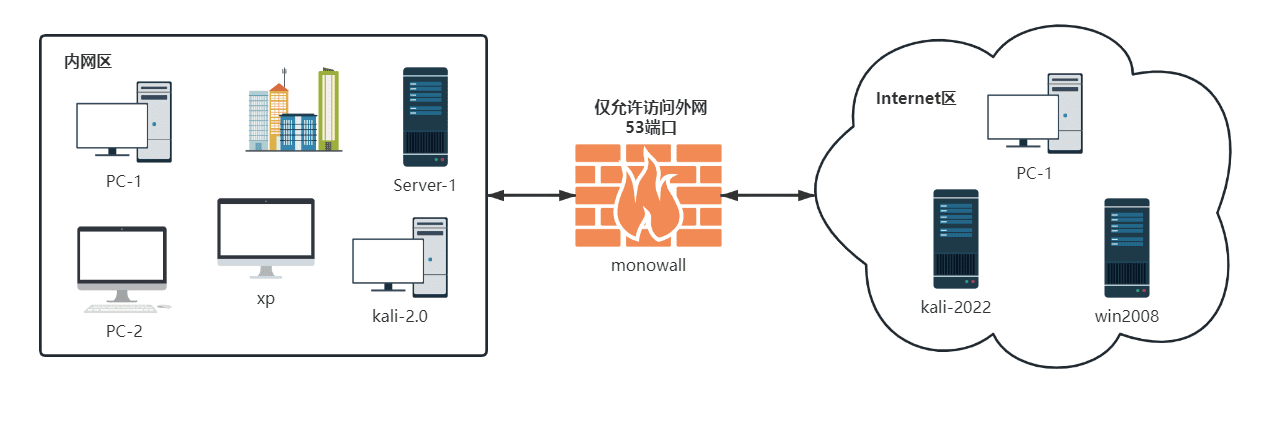 内网区
PC-1
Server-1
PC-2
xp
kali-2.0
仅允许访问外网
53端口
monowall
Internet区
PC-1
kali-2022
win2008